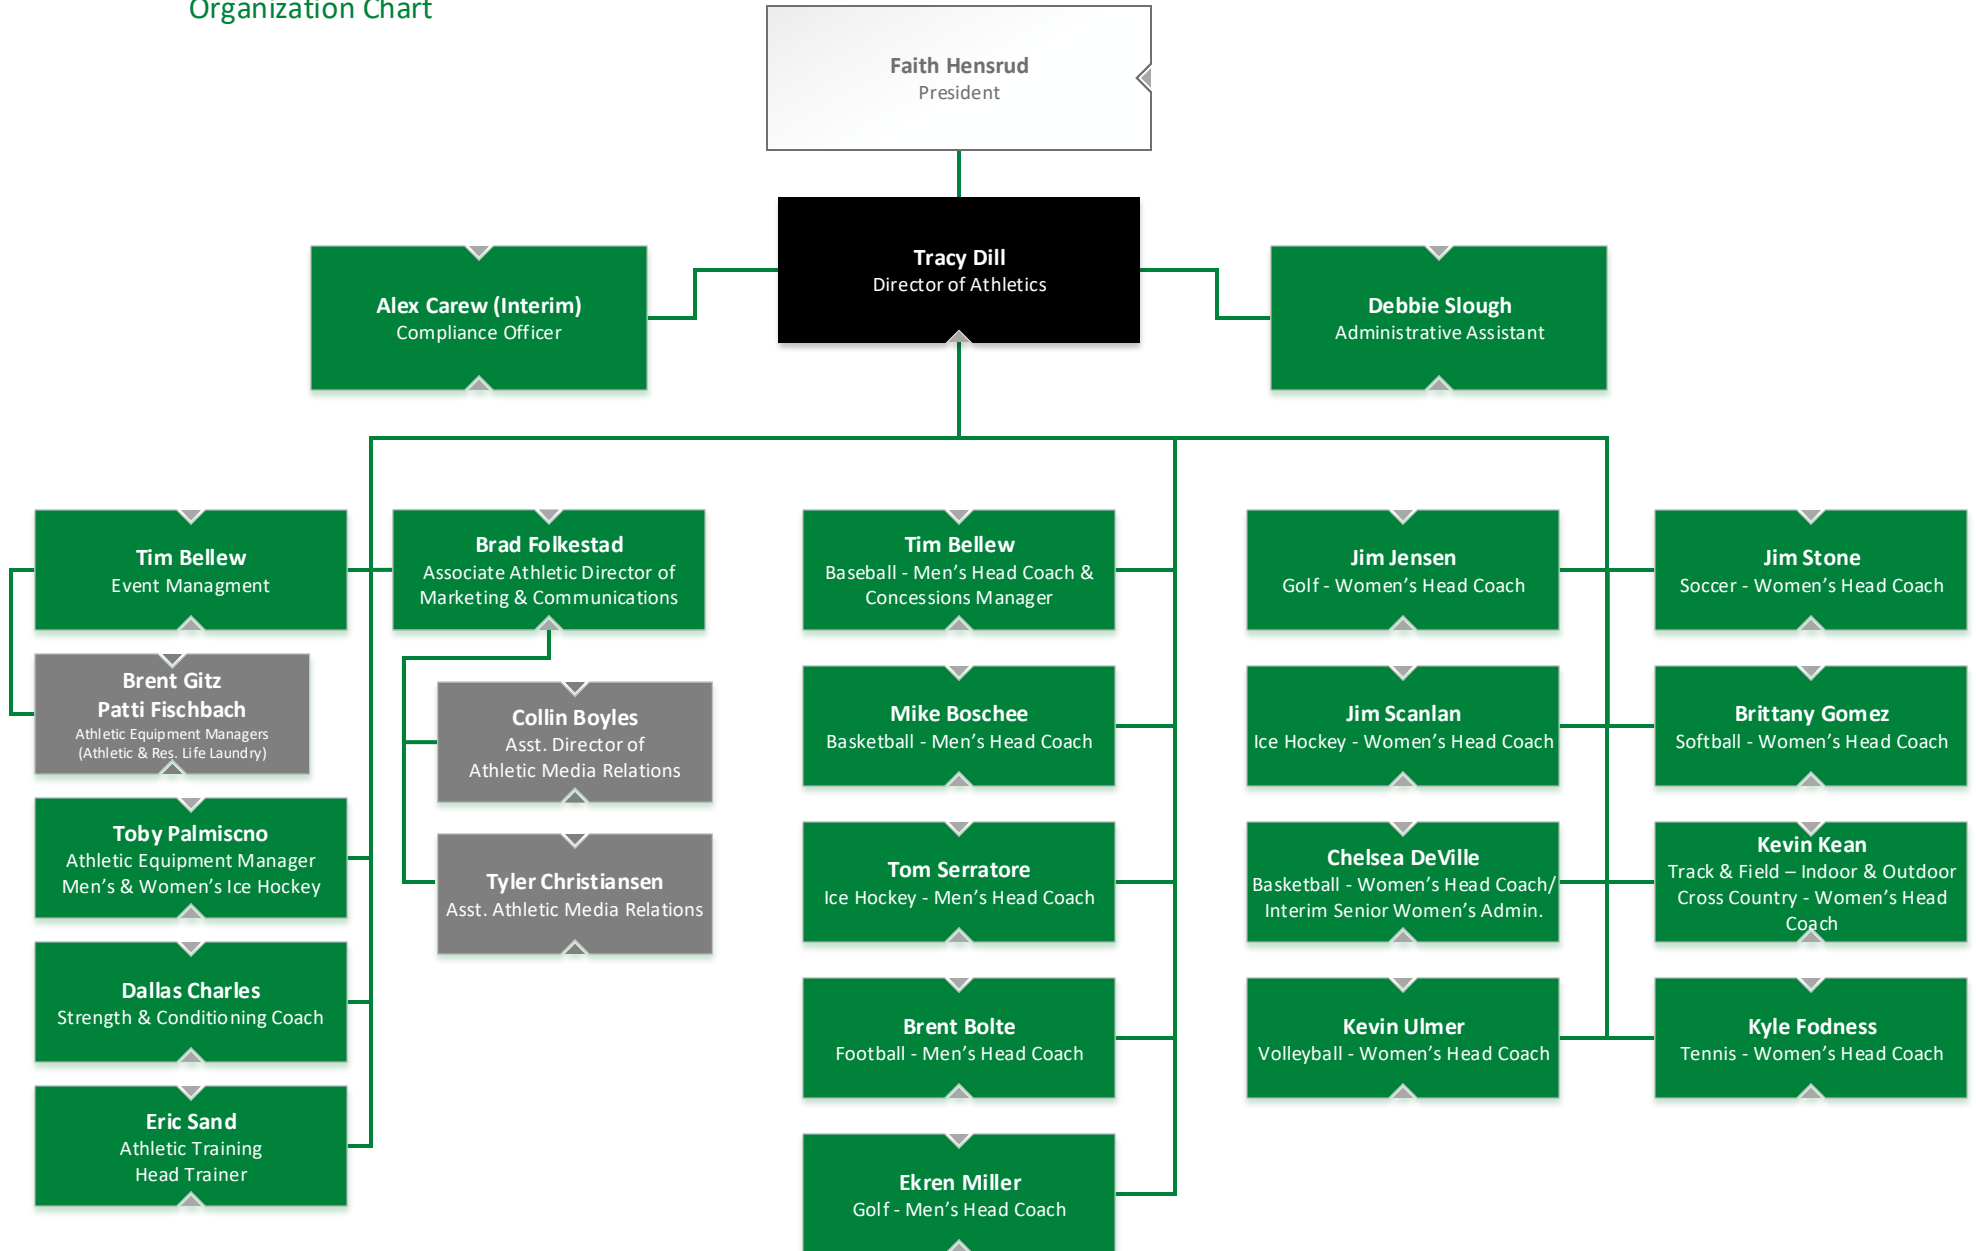 Organization Chart
Faith Hensrud
President
Tracy Dill
Director of Athletics
Alex Carew (Interim)
Compliance Officer
Debbie Slough
Administrative Assistant
Tim Bellew
Event Managment
Brad Folkestad
Associate Athletic Director of
Marketing & Communications
Tim Bellew
Baseball - Men’s Head Coach &
Concessions Manager
Jim Jensen
Golf - Women’s Head Coach
Jim Stone
Soccer - Women’s Head Coach
Brent Gitz
Patti Fischbach
Athletic Equipment Managers
(Athletic & Res. Life Laundry)
Collin Boyles
Asst. Director of
Athletic Media Relations
Mike Boschee
Basketball - Men’s Head Coach
Jim Scanlan
Ice Hockey - Women’s Head Coach
Brittany Gomez
Softball - Women’s Head Coach
Toby Palmiscno
Athletic Equipment Manager
Men’s & Women’s Ice Hockey
Tyler Christiansen
Asst. Athletic Media Relations
Tom Serratore
Ice Hockey - Men’s Head Coach
Chelsea DeVille
Basketball - Women’s Head Coach/
Interim Senior Women’s Admin.
Kevin Kean
Track & Field – Indoor & Outdoor
Cross Country - Women’s Head
Coach
Dallas Charles
Strength & Conditioning Coach
Brent Bolte
Football - Men’s Head Coach
Kevin Ulmer
Volleyball - Women’s Head Coach
Kyle Fodness
Tennis - Women’s Head Coach
Eric Sand
Athletic Training
Head Trainer
Ekren Miller
Golf - Men’s Head Coach